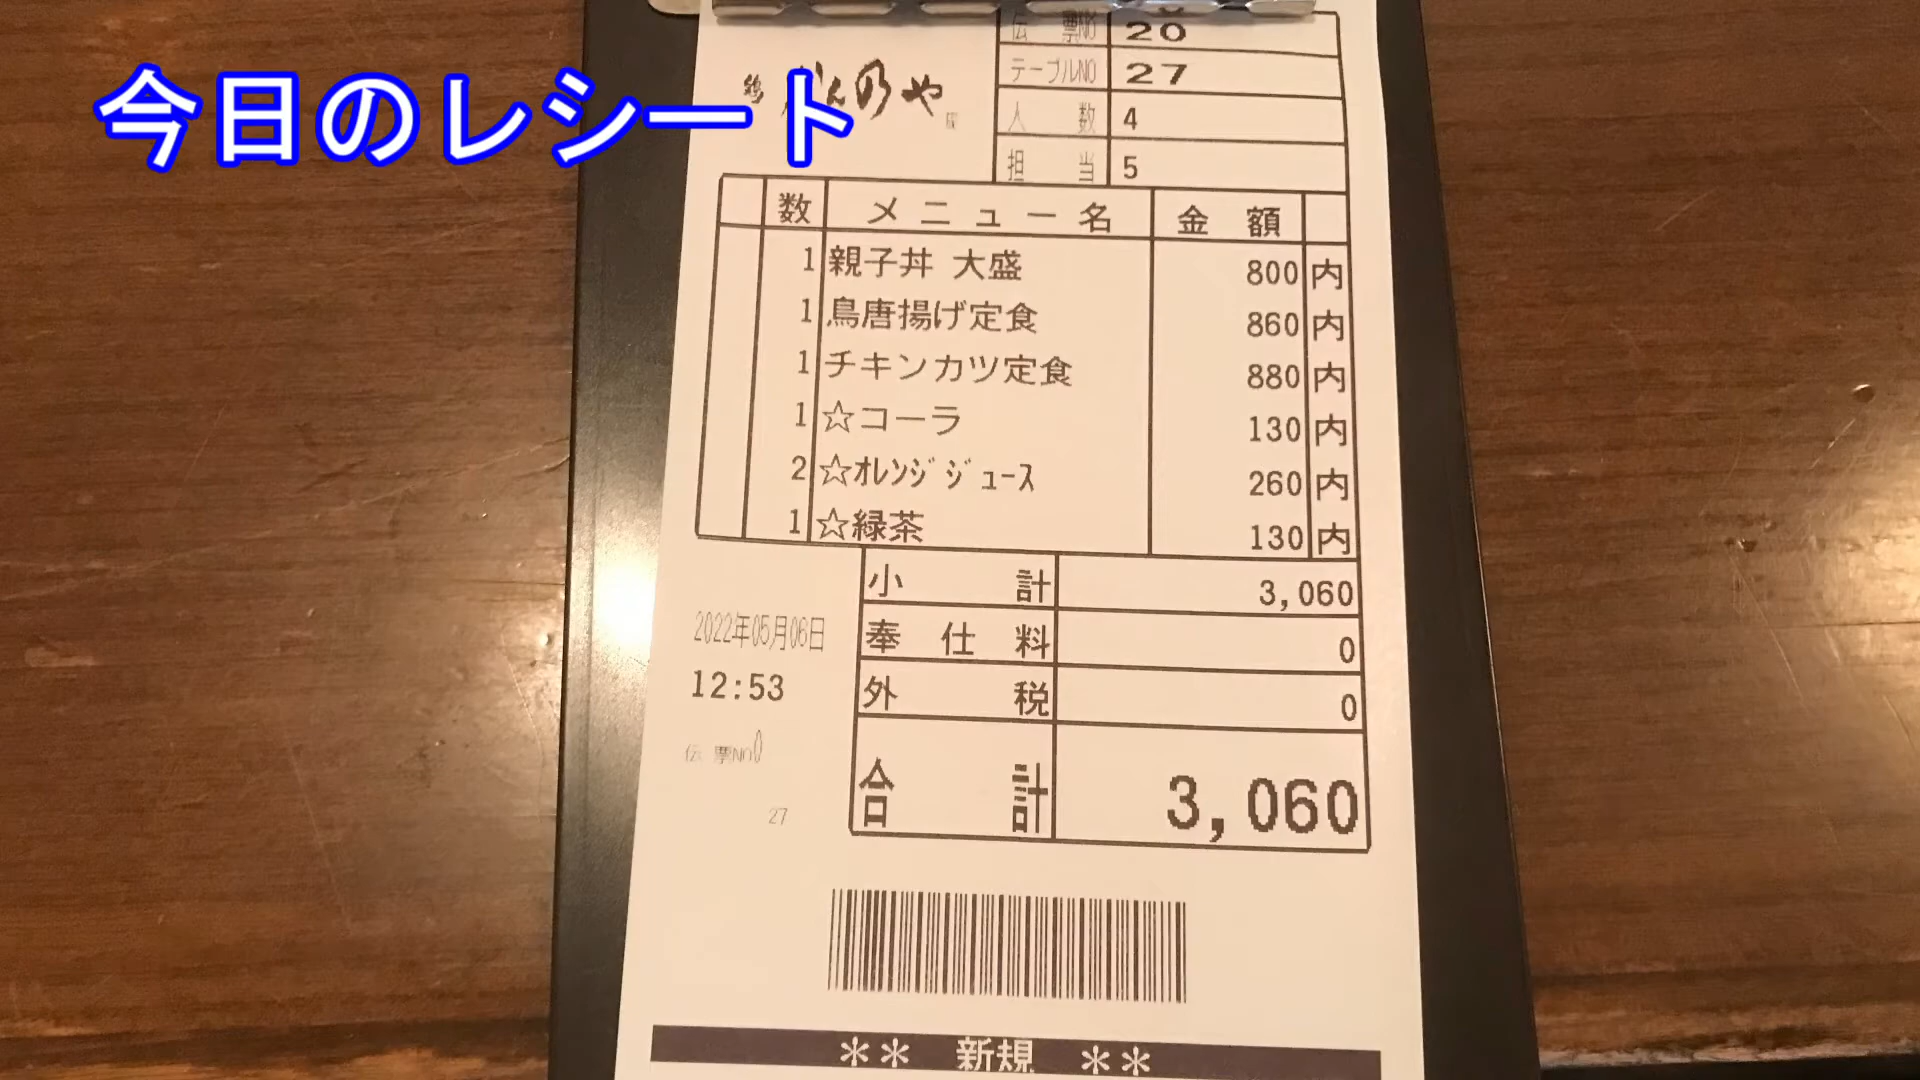 今日のレシート
伝票NO 20
テーブルNO 27
人数 4
担当 5
数 メニュー名 金額
1 親子丼 大盛 800 内
1 鳥唐揚げ定食 860 内
1 チキンカツ定食 880 内
1 ☆コーラ 130 内
2 ☆オレンジジュース 260 内
1 ☆緑茶 130 内
小計 3,060
奉仕料 0
外税 0
合計 3,060
2022年05月06日
12:53
伝票NO
27
** 新規 **